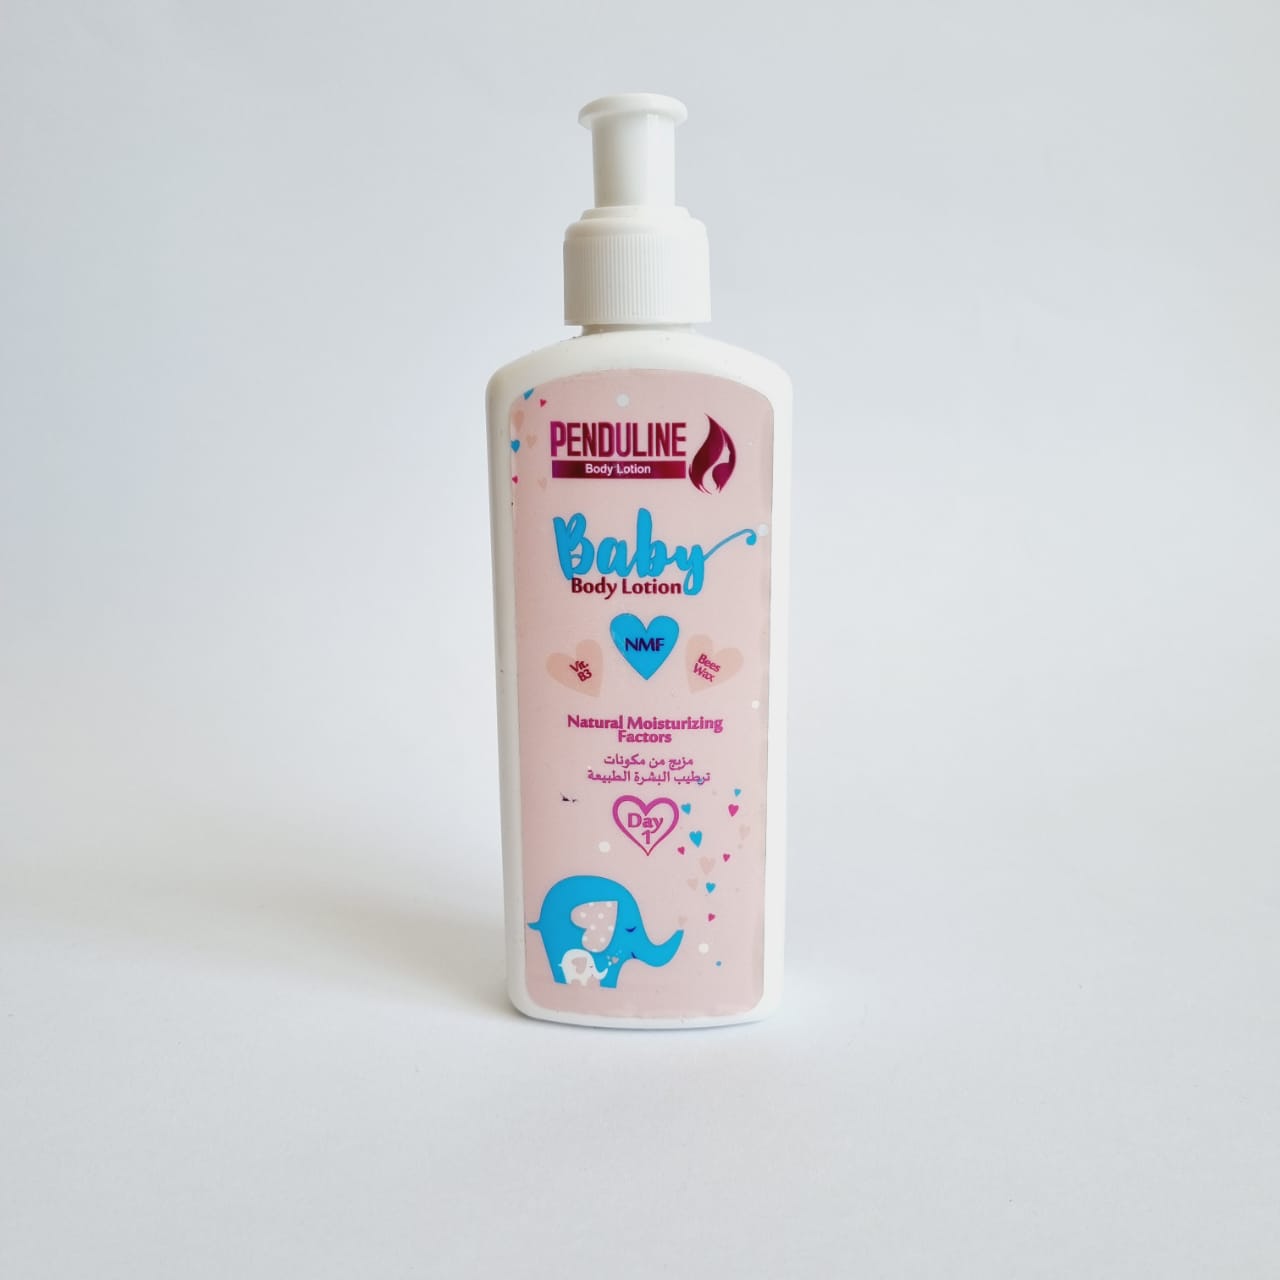 PENDULINE
Body Lotion
Baby
Body Lotion
NMF
Vit.
B3
Bees
Wax
Natural Moisturizing
Factors
مزيج من مكونات
ترطيب البشرة الطبيعة
Day
1